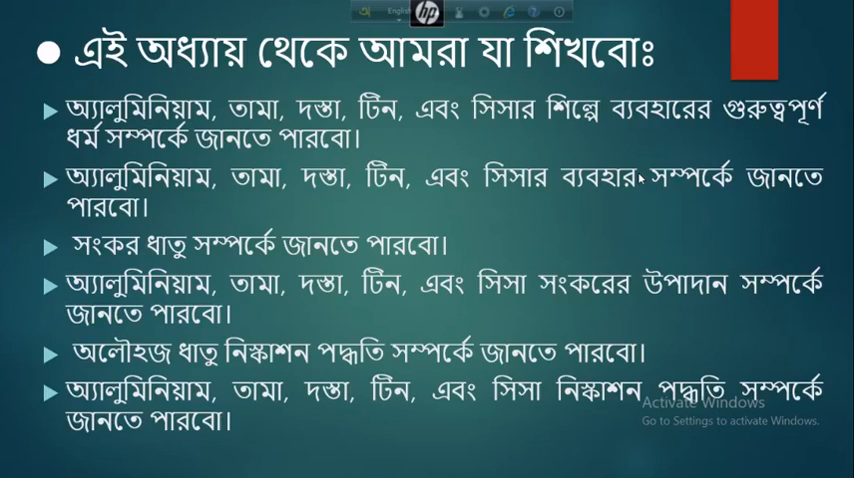 English
hp
এই অধ্যায় থেকে আমরা যা শিখবোঃ
অ্যালুমিনিয়াম, তামা, দস্তা, টিন, এবং সিসার শিল্পে ব্যবহারের গুরুত্বপূর্ণ
ধর্ম সম্পর্কে জানতে পারবো।
অ্যালুমিনিয়াম, তামা, দস্তা, টিন, এবং সিসার ব্যবহার সম্পর্কে জানতে
পারবো।
সংকর ধাতু সম্পর্কে জানতে পারবো।
অ্যালুমিনিয়াম, তামা, দস্তা, টিন, এবং সিসা সংকরের উপাদান সম্পর্কে
জানতে পারবো।
অলৌহজ ধাতু নিস্কাশন পদ্ধতি সম্পর্কে জানতে পারবো।
অ্যালুমিনিয়াম, তামা, দস্তা, টিন, এবং সিসা নিস্কাশন পদ্ধতি সম্পর্কে
জানতে পারবো।
Activate Windows
Go to Settings to activate Windows.